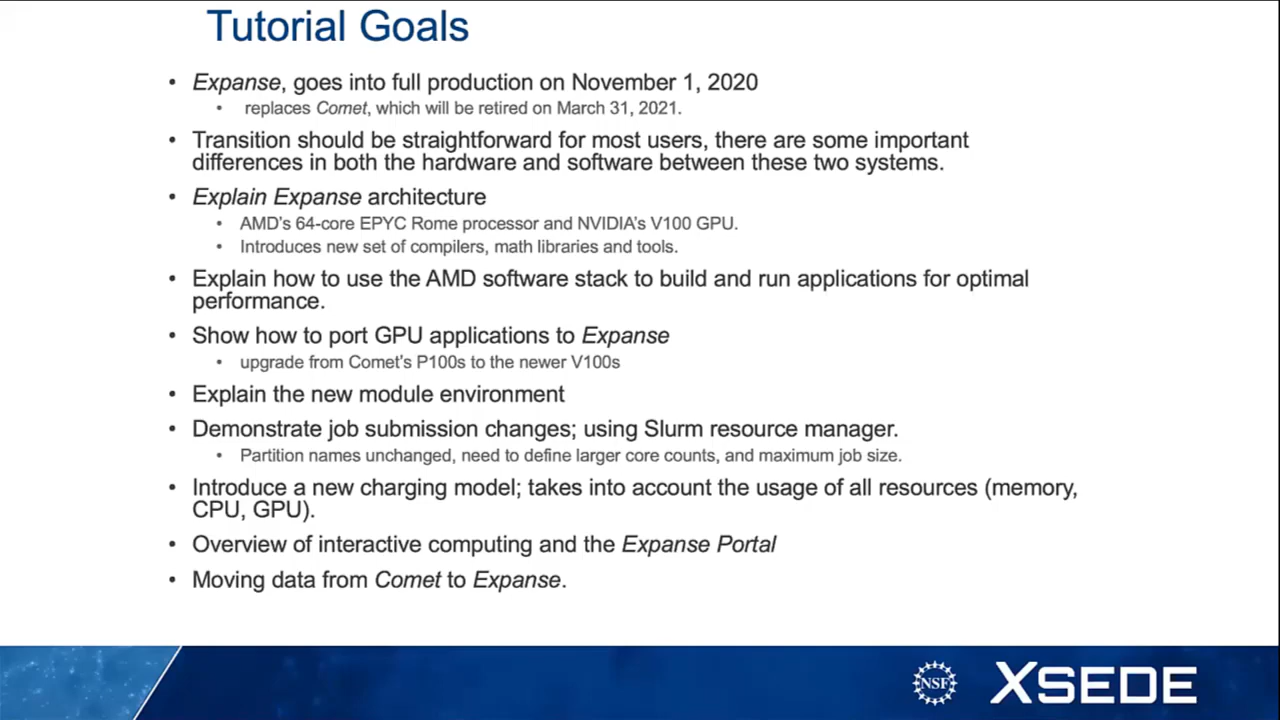 Tutorial Goals
• Expanse, goes into full production on November 1, 2020
• replaces Comet, which will be retired on March 31, 2021.
• Transition should be straightforward for most users, there are some important
differences in both the hardware and software between these two systems.
• Explain Expanse architecture
• AMD's 64-core EPYC Rome processor and NVIDIA's V100 GPU.
• Introduces new set of compilers, math libraries and tools.
• Explain how to use the AMD software stack to build and run applications for optimal
performance.
• Show how to port GPU applications to Expanse
• upgrade from Comet's P100s to the newer V100s
• Explain the new module environment
• Demonstrate job submission changes; using Slurm resource manager.
• Partition names unchanged, need to define larger core counts, and maximum job size.
• Introduce a new charging model; takes into account the usage of all resources (memory,
CPU, GPU).
• Overview of interactive computing and the Expanse Portal
• Moving data from Comet to Expanse.
NSF
XSEDE